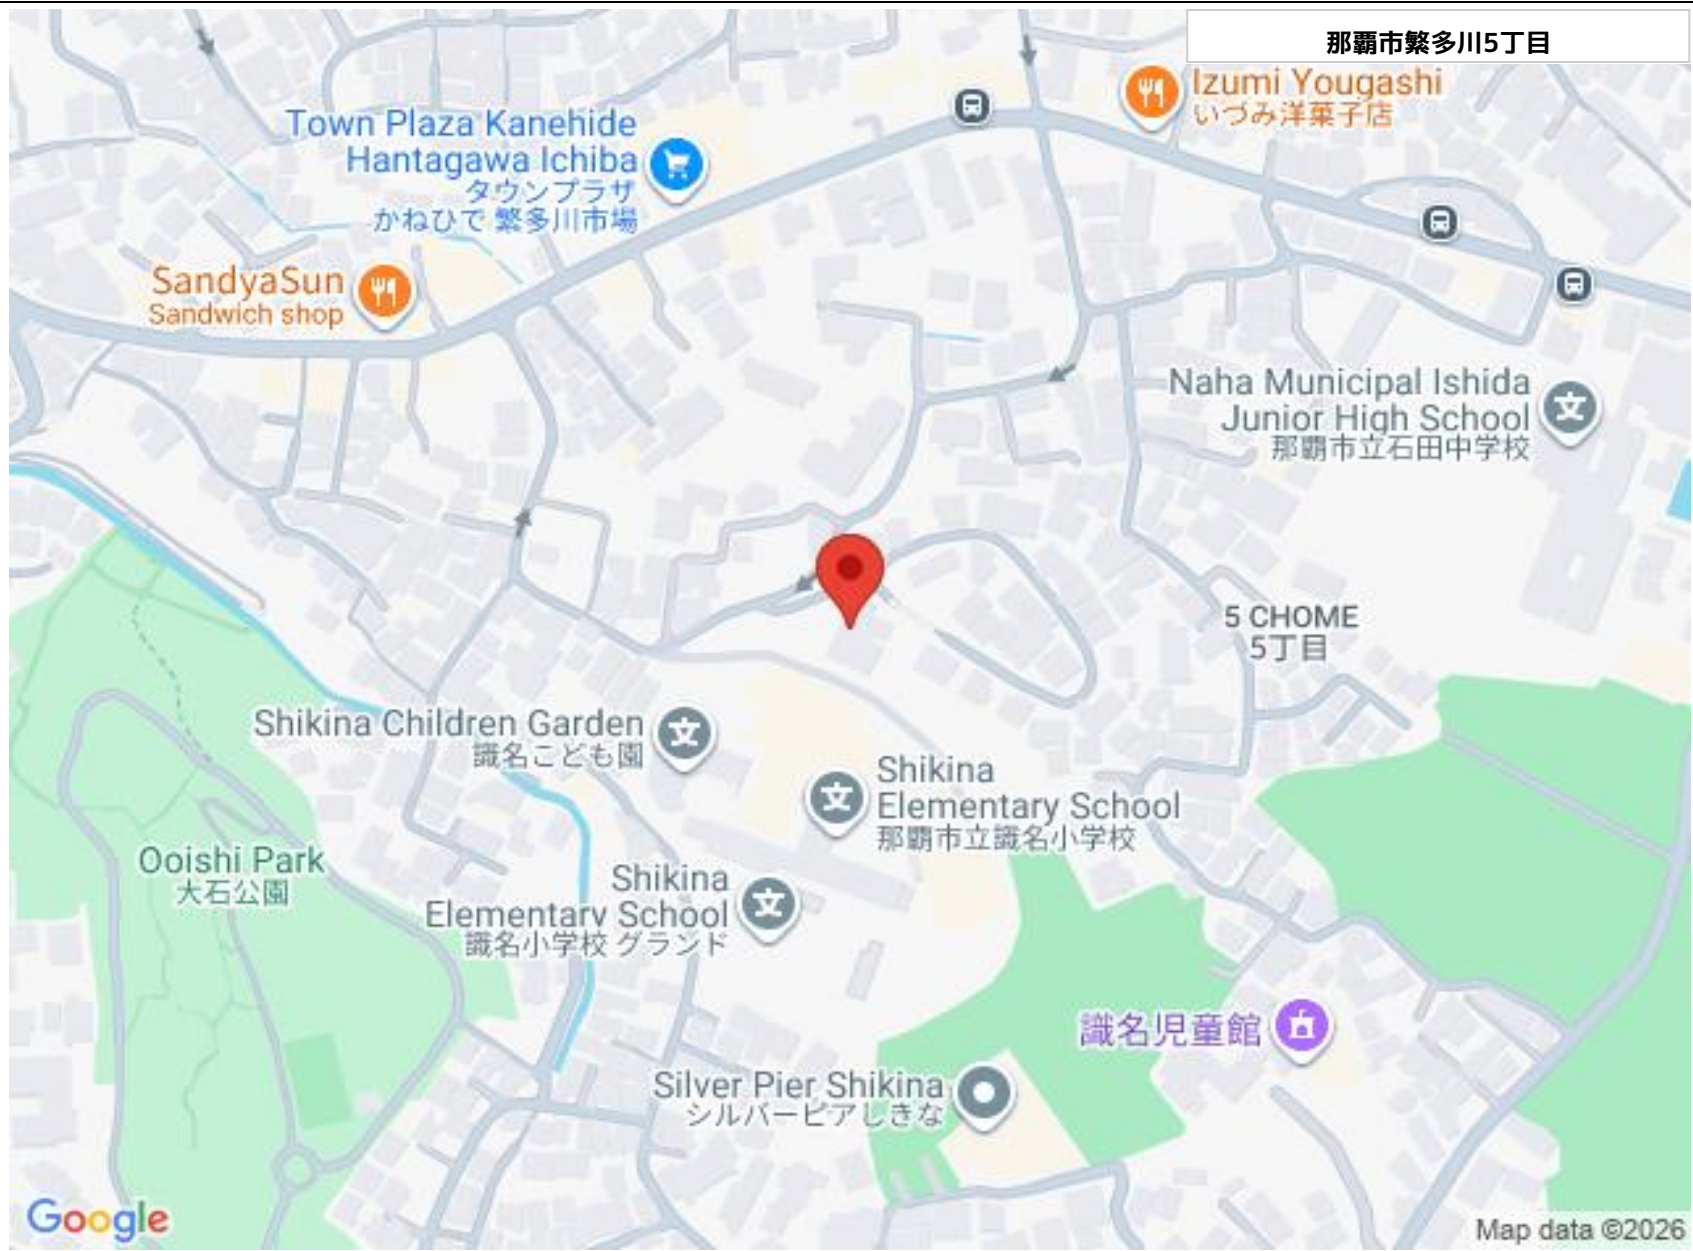 那覇市繁多川5丁目
Izumi Yougashi
いづみ洋菓子店
Town Plaza Kanehide
Hantagawa Ichiba
タウンプラザ
かねひで 繁多川市場
SandyaSun
Sandwich shop
Naha Municipal Ishida
Junior High School
那覇市立石田中学校
5 CHOME
5丁目
Shikina Children Garden
識名こども園
Shikina
Elementary School
那覇市立識名小学校
Ooishi Park
大石公園
Shikina
Elementary School
識名小学校 グランド
識名児童館
Silver Pier Shikina
シルバーピアしきな
Google
Map data ©2026